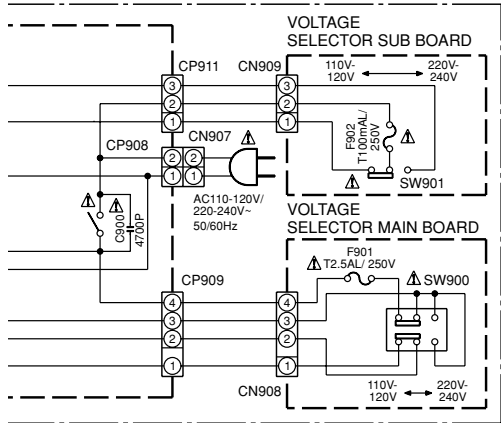 VOLTAGE
SELECTOR SUB BOARD
CP911
CN909
110V-
120V
220V-
240V
3
2
1
3
2
1
F902
T100mAL/
250V
SW901
CP908
CN907
2
1
2
1
AC110-120V/
220-240V~
50/60Hz
C900
4700P
VOLTAGE
SELECTOR MAIN BOARD
F901
T2.5AL/ 250V
SW900
CP909
4
3
2
1
4
3
2
1
CN908
110V-
120V
220V-
240V